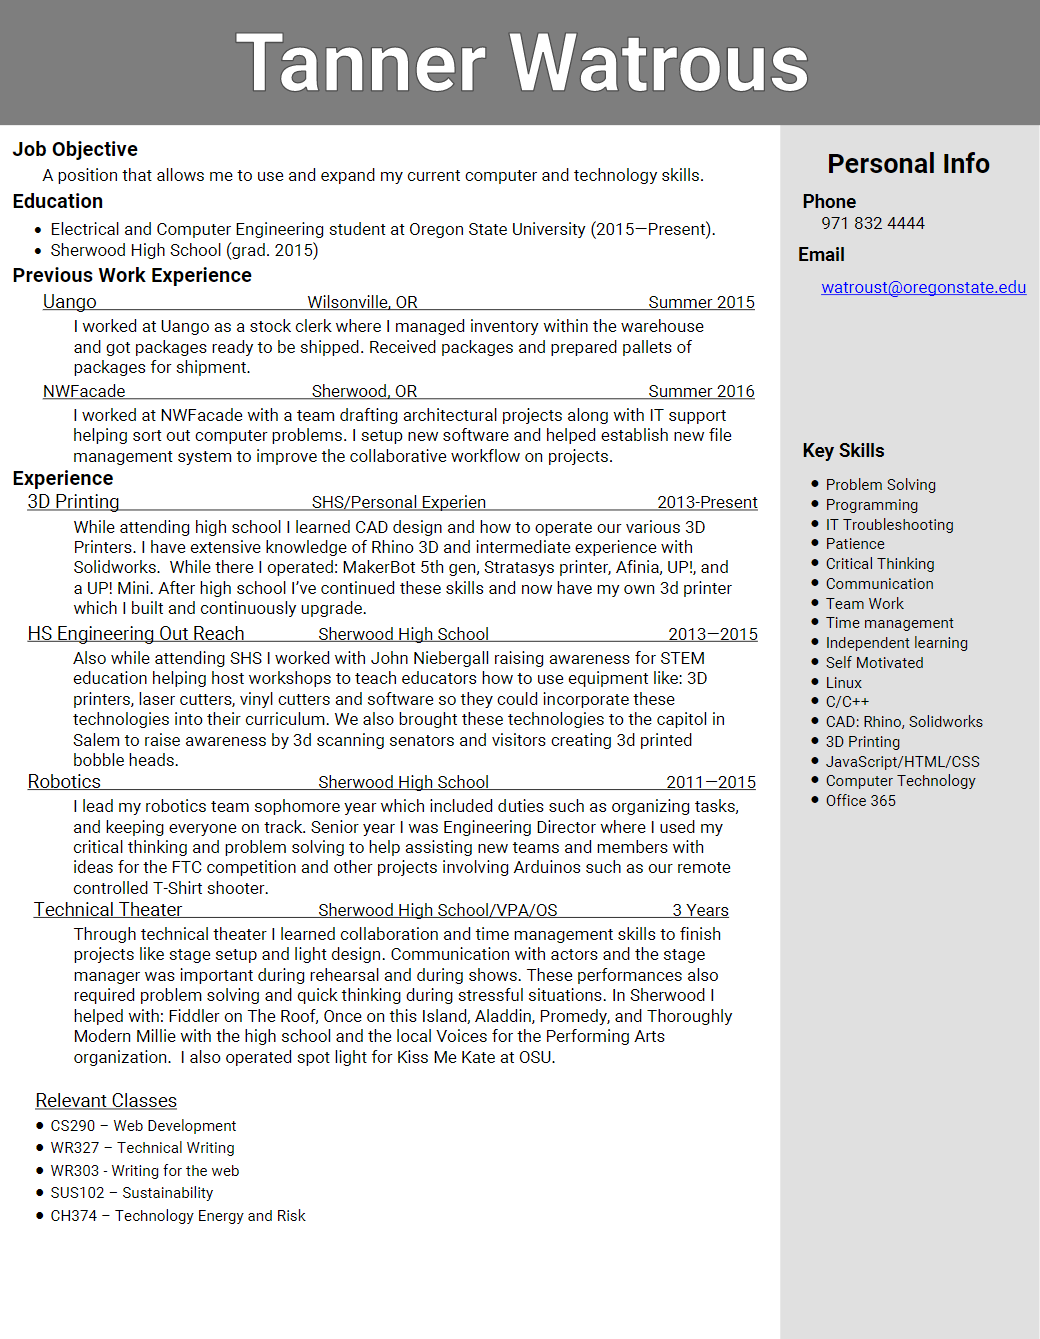 Tanner Watrous
Job Objective
A position that allows me to use and expand my current computer and technology skills.
Education
• Electrical and Computer Engineering student at Oregon State University (2015—Present).
• Sherwood High School (grad. 2015)
Previous Work Experience
Uango Wilsonville, OR Summer 2015
I worked at Uango as a stock clerk where I managed inventory within the warehouse
and got packages ready to be shipped. Received packages and prepared pallets of
packages for shipment.
NWFacade Sherwood, OR Summer 2016
I worked at NWFacade with a team drafting architectural projects along with IT support
helping sort out computer problems. I setup new software and helped establish new file
management system to improve the collaborative workflow on projects.
Experience
3D Printing SHS/Personal Experien 2013-Present
While attending high school I learned CAD design and how to operate our various 3D
Printers. I have extensive knowledge of Rhino 3D and intermediate experience with
Solidworks.  While there I operated: MakerBot 5th gen, Stratasys printer, Afinia, UP!, and
a UP! Mini. After high school I've continued these skills and now have my own 3d printer
which I built and continuously upgrade.
HS Engineering Out Reach Sherwood High School 2013—2015
Also while attending SHS I worked with John Niebergall raising awareness for STEM
education helping host workshops to teach educators how to use equipment like: 3D
printers, laser cutters, vinyl cutters and software so they could incorporate these
technologies into their curriculum. We also brought these technologies to the capitol in
Salem to raise awareness by 3d scanning senators and visitors creating 3d printed
bobble heads.
Robotics Sherwood High School 2011—2015
I lead my robotics team sophomore year which included duties such as organizing tasks,
and keeping everyone on track. Senior year I was Engineering Director where I used my
critical thinking and problem solving to help assisting new teams and members with
ideas for the FTC competition and other projects involving Arduinos such as our remote
controlled T-Shirt shooter.
Technical Theater Sherwood High School/VPA/OS 3 Years
Through technical theater I learned collaboration and time management skills to finish
projects like stage setup and light design. Communication with actors and the stage
manager was important during rehearsal and during shows. These performances also
required problem solving and quick thinking during stressful situations. In Sherwood I
helped with: Fiddler on The Roof, Once on this Island, Aladdin, Promedy, and Thoroughly
Modern Millie with the high school and the local Voices for the Performing Arts
organization.  I also operated spot light for Kiss Me Kate at OSU.
Relevant Classes
• CS290 – Web Development
• WR327 – Technical Writing
• WR303 - Writing for the web
• SUS102 – Sustainability
• CH374 – Technology Energy and Risk
Personal Info
Phone
971 832 4444
Email
watroust@oregonstate.edu
Key Skills
• Problem Solving
• Programming
• IT Troubleshooting
• Patience
• Critical Thinking
• Communication
• Team Work
• Time management
• Independent learning
• Self Motivated
• Linux
• C/C++
• CAD: Rhino, Solidworks
• 3D Printing
• JavaScript/HTML/CSS
• Computer Technology
• Office 365